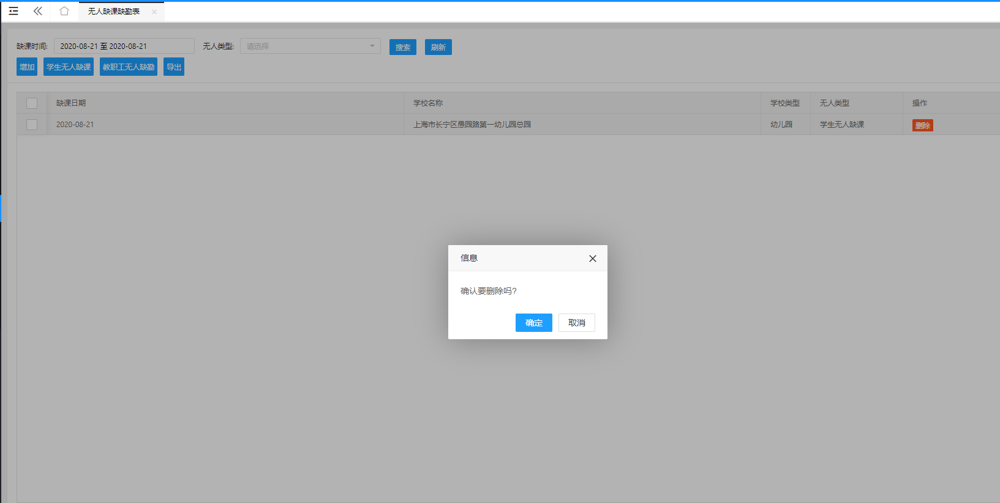 无人缺课缺勤表
缺课时间: 2020-08-21 至 2020-08-21 无人类型: 请选择 搜索 刷新
增加 学生无人缺课 教职工无人缺勤 导出
缺课日期 学校名称 学校类型 无人类型 操作
2020-08-21 上海市长宁区愚园路第一幼儿园总园 幼儿园 学生无人缺课 删除
信息
确认要删除吗?
确定 取消